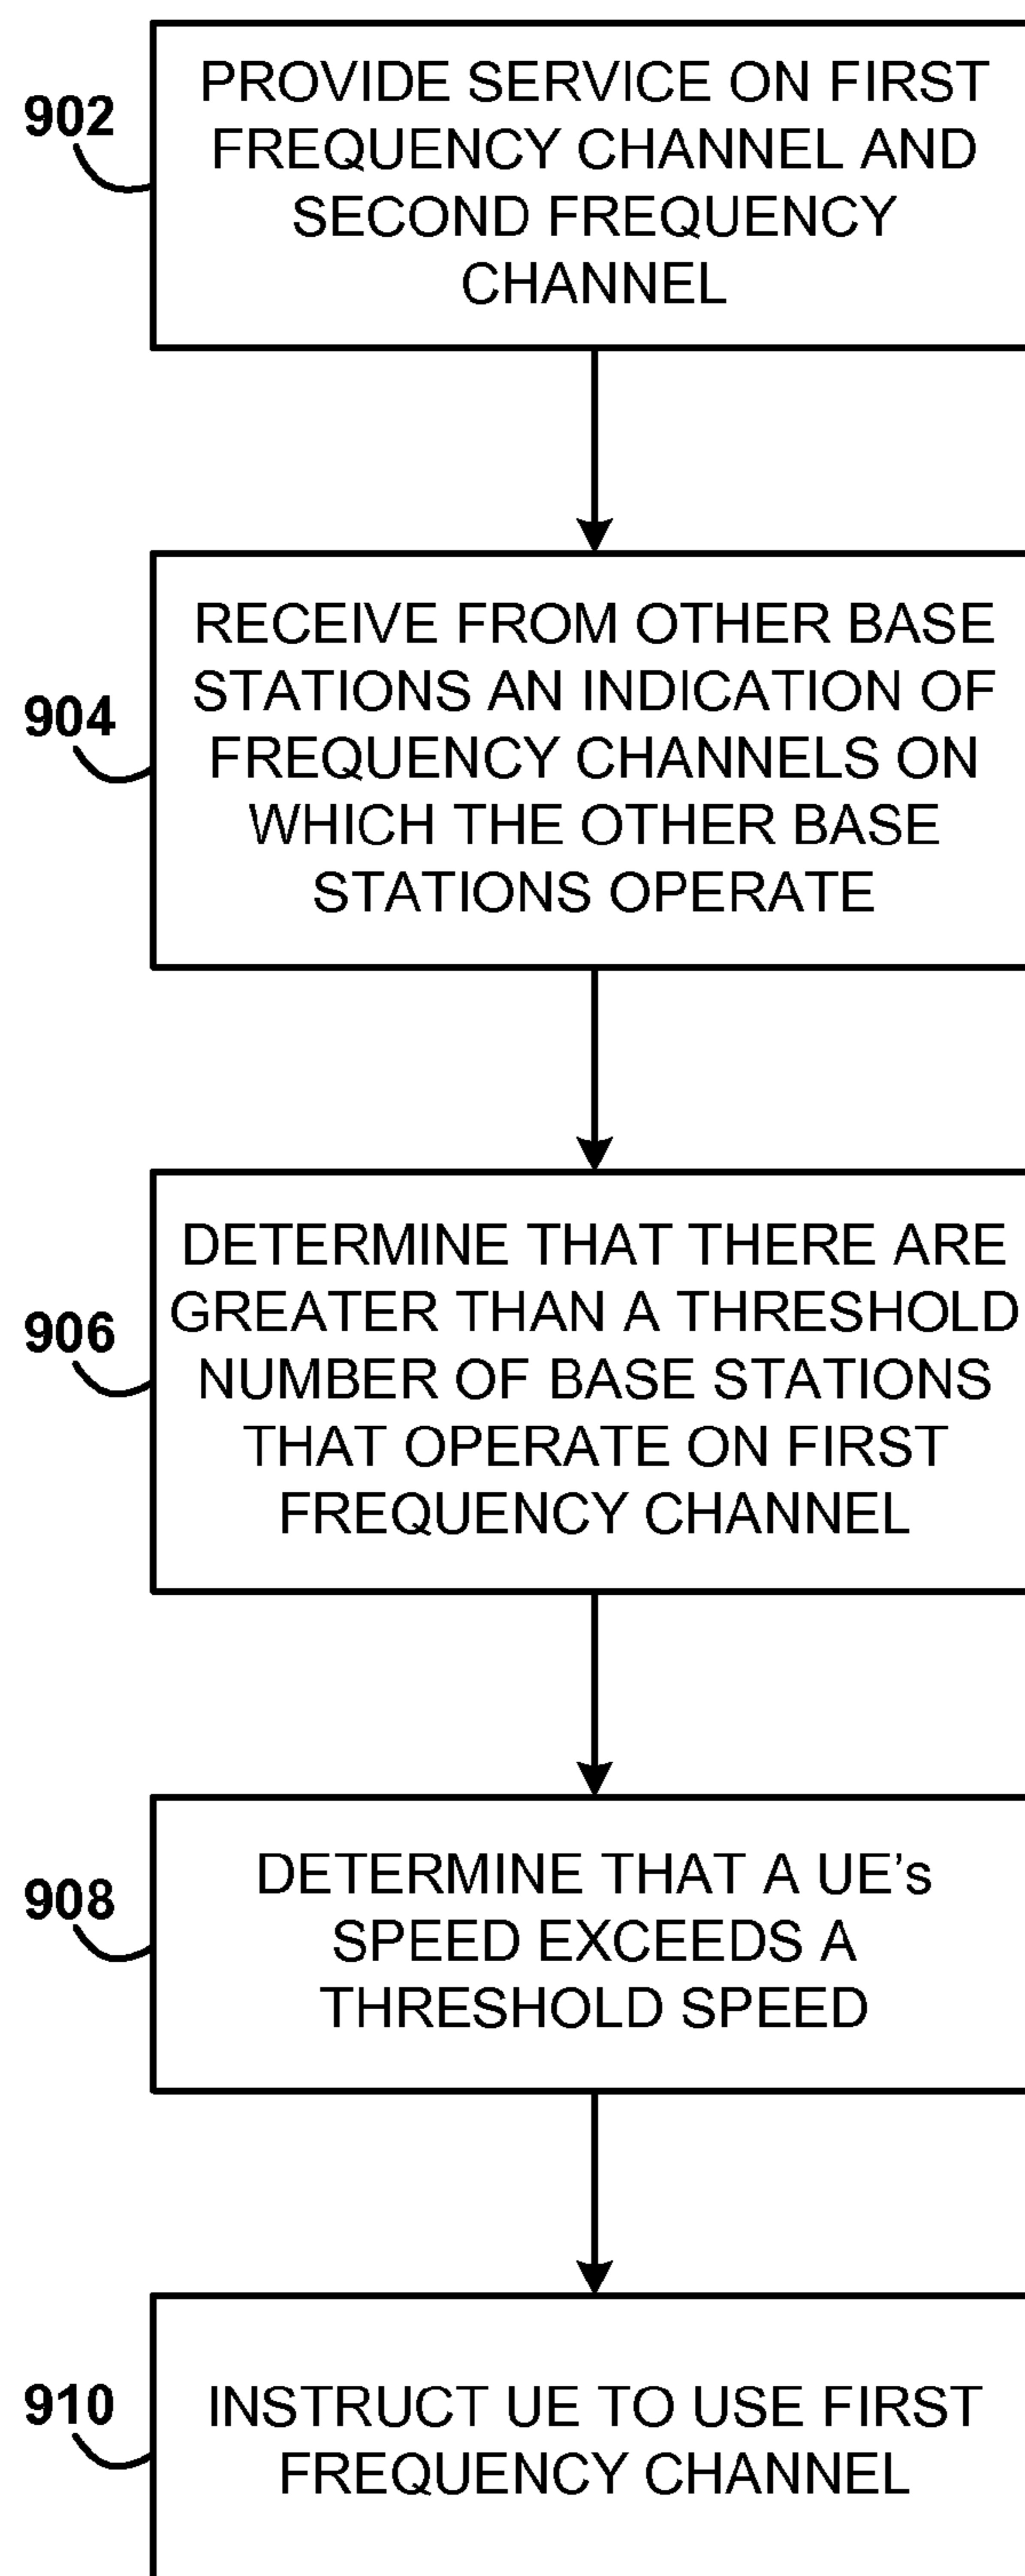 902
PROVIDE SERVICE ON FIRST
FREQUENCY CHANNEL AND
SECOND FREQUENCY
CHANNEL
904
RECEIVE FROM OTHER BASE
STATIONS AN INDICATION OF
FREQUENCY CHANNELS ON
WHICH THE OTHER BASE
STATIONS OPERATE
906
DETERMINE THAT THERE ARE
GREATER THAN A THRESHOLD
NUMBER OF BASE STATIONS
THAT OPERATE ON FIRST
FREQUENCY CHANNEL
908
DETERMINE THAT A UE's
SPEED EXCEEDS A
THRESHOLD SPEED
910
INSTRUCT UE TO USE FIRST
FREQUENCY CHANNEL